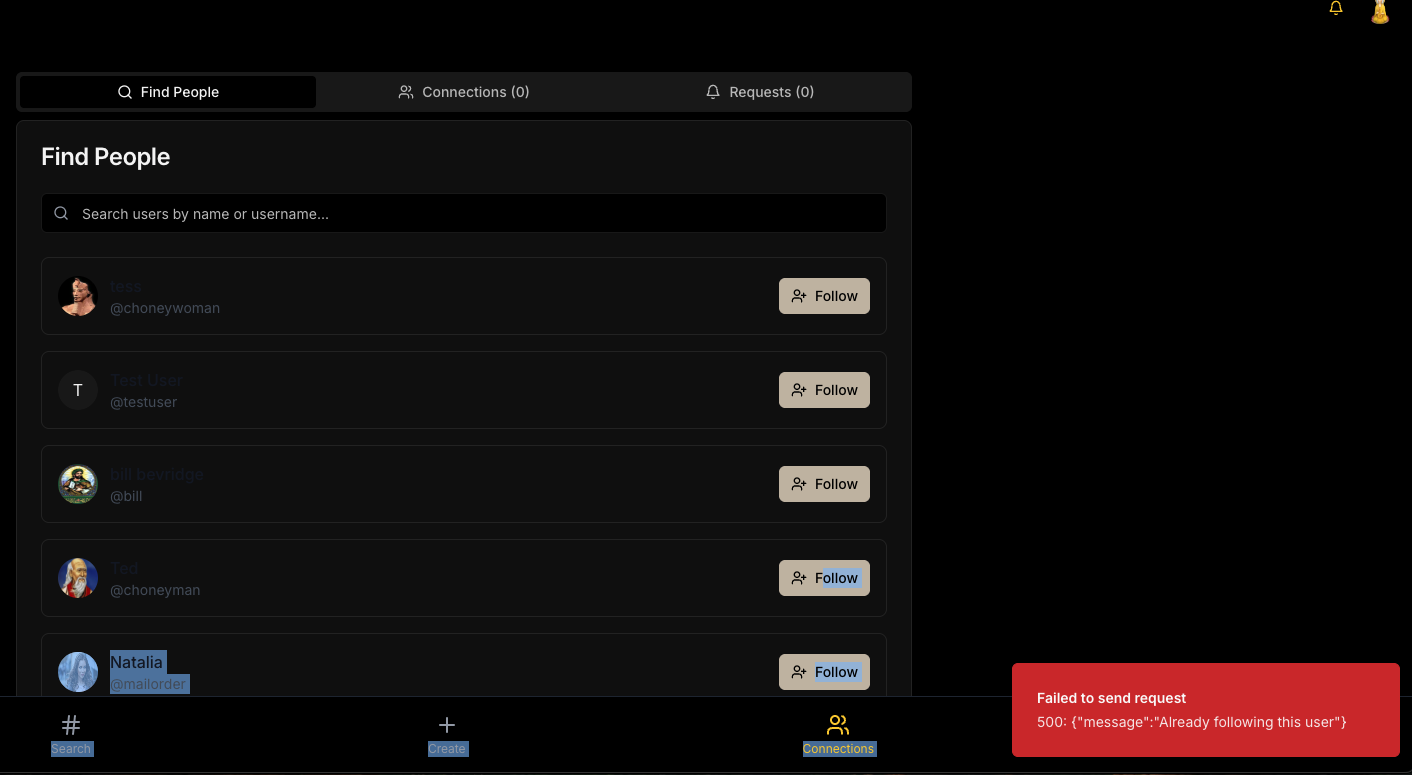 Find People
Connections (0)
Requests (0)
Find People
Search users by name or username...
tess
@choneywoman
Follow
T
Test User
@testuser
Follow
bill bevridge
@bill
Follow
Ted
@choneyman
Follow
Natalia
@mailorder
Follow
Failed to send request
500: {"message":"Already following this user"}
Search
Create
Connections